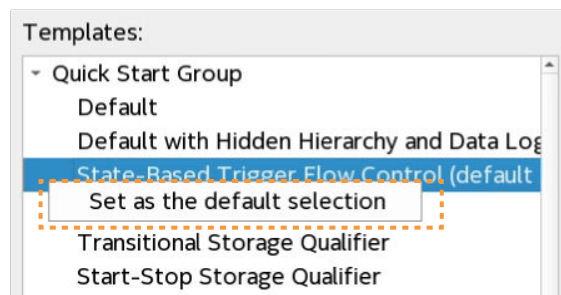 Templates:
Quick Start Group
Default
Default with Hidden Hierarchy and Data Log
State-Based Trigger Flow Control (default
Set as the default selection
Transitional Storage Qualifier
Start-Stop Storage Qualifier